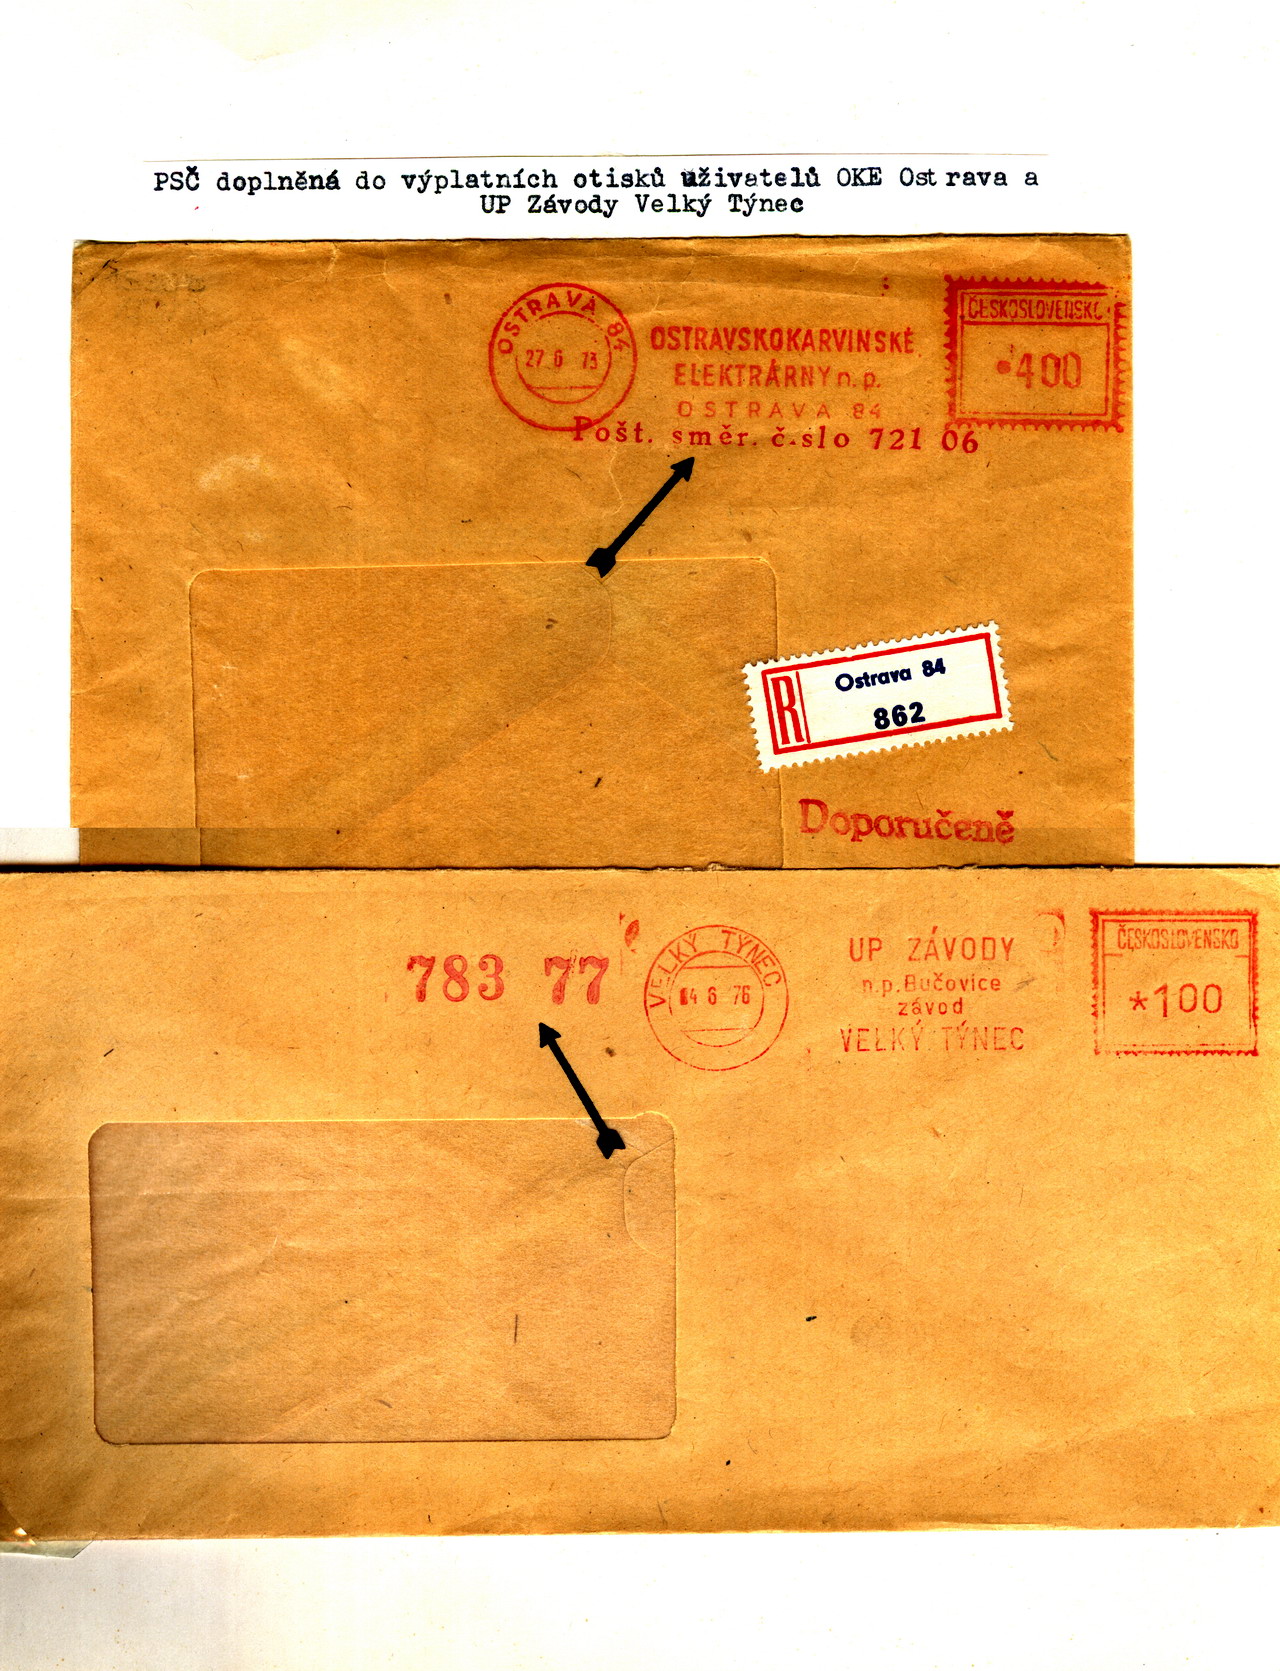 PSČ doplněná do výplatních otisků uživatelů OKE Ostrava a
UP Závody Velký Týnec
OSTRAVA 84
27 6 73
OSTRAVSKOKARVINSKÉ
ELEKTRÁRNY n.p.
OSTRAVA 84
Pošt. směr. č.slo 721 06
ČESKOSLOVENSKO
400
R
Ostrava 84
862
Doporučeně
783 77
VELKÝ TÝNEC
14 6 76
UP ZÁVODY
n.p.Bučovice
závod
VELKÝ TÝNEC
ČESKOSLOVENSKO
*100